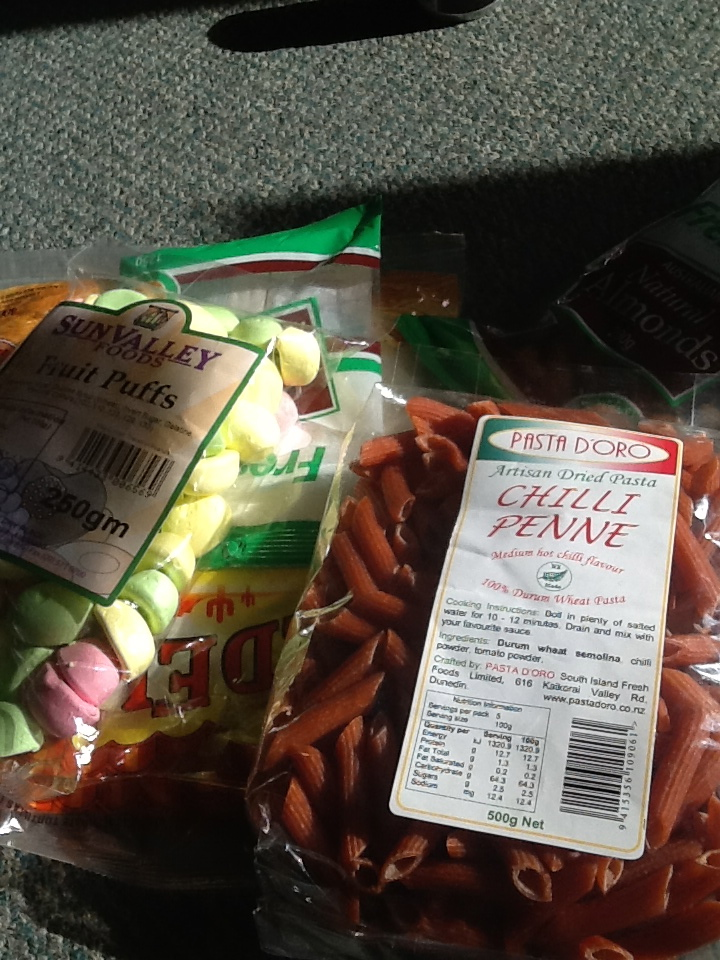 SUNVALLEY
FOODS
Fruit Puffs
250gm
Fre
DEL
Natural
Almonds
PASTA D'ORO
Artisan Dried Pasta
CHILLI
PENNE
Medium hot chilli flavour
100% Durum Wheat Pasta
Cooking Instructions: Boil in plenty of salted
water for 10 - 12 minutes. Drain and mix with
your favourite sauce.
Ingredients: Durum wheat semolina, chilli
powder, tomato powder.
Crafted by: PASTA D'ORO South Island Fresh
Foods Limited, 616 Kaikorai Valley Rd,
Dunedin. www.pastadoro.co.nz
Nutrition Information
Servings per pack 5
Serving size 100g
Quantity per Serving 100g
Energy kJ 1320.9 1320.9
Protein g 12.7 12.7
Fat Total g 1.3 1.3
Fat Saturated g 0.2 0.2
Carbohydrate g 64.3 64.3
Sugars g 2.5 2.5
Sodium mg 12.4 12.4
500g Net
9 415356 109061 >